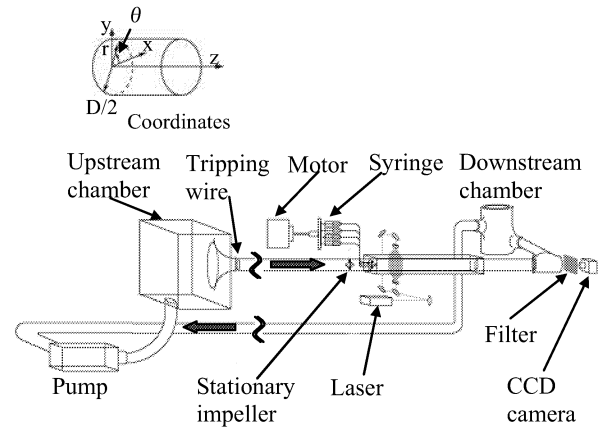 y
θ
r
x
z
D/2
Coordinates
Upstream
chamber
Tripping
wire
Motor
Syringe
Downstream
chamber
Pump
Stationary
impeller
Laser
Filter
CCD
camera